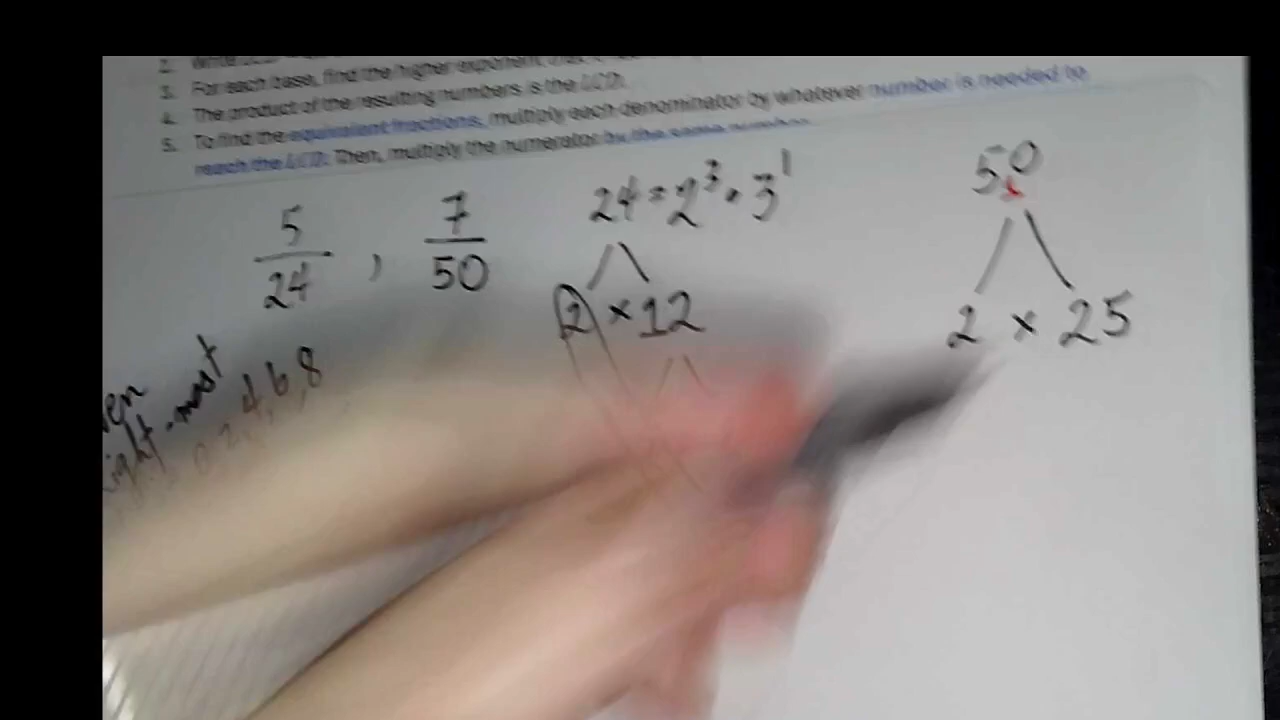 3. For each base, find the higher exponent
4. The product of the resulting numbers is the LCD.
5. To find the equivalent fractions, multiply each denominator by whatever number is needed to
reach the LCD. Then, multiply the numerator by the same number.
5/24 , 7/50
24 = 2³ · 3¹
2 × 12
50
2 × 25
right-most
0, 2, 4, 6, 8